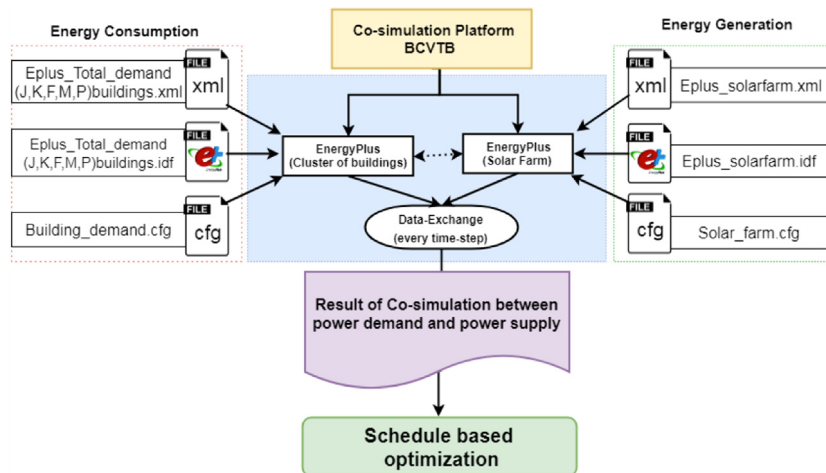 Energy Consumption
Co-simulation Platform
BCVTB
Energy Generation
FILE
xml
Eplus_Total_demand
(J,K,F,M,P)buildings.xml
FILE
xml
Eplus_solarfarm.xml
FILE
Eplus_Total_demand
(J,K,F,M,P)buildings.idf
EnergyPlus
(Cluster of buildings)
EnergyPlus
(Solar Farm)
FILE
Eplus_solarfarm.idf
FILE
cfg
Building_demand.cfg
Data-Exchange
(every time-step)
FILE
cfg
Solar_farm.cfg
Result of Co-simulation between
power demand and power supply
Schedule based
optimization